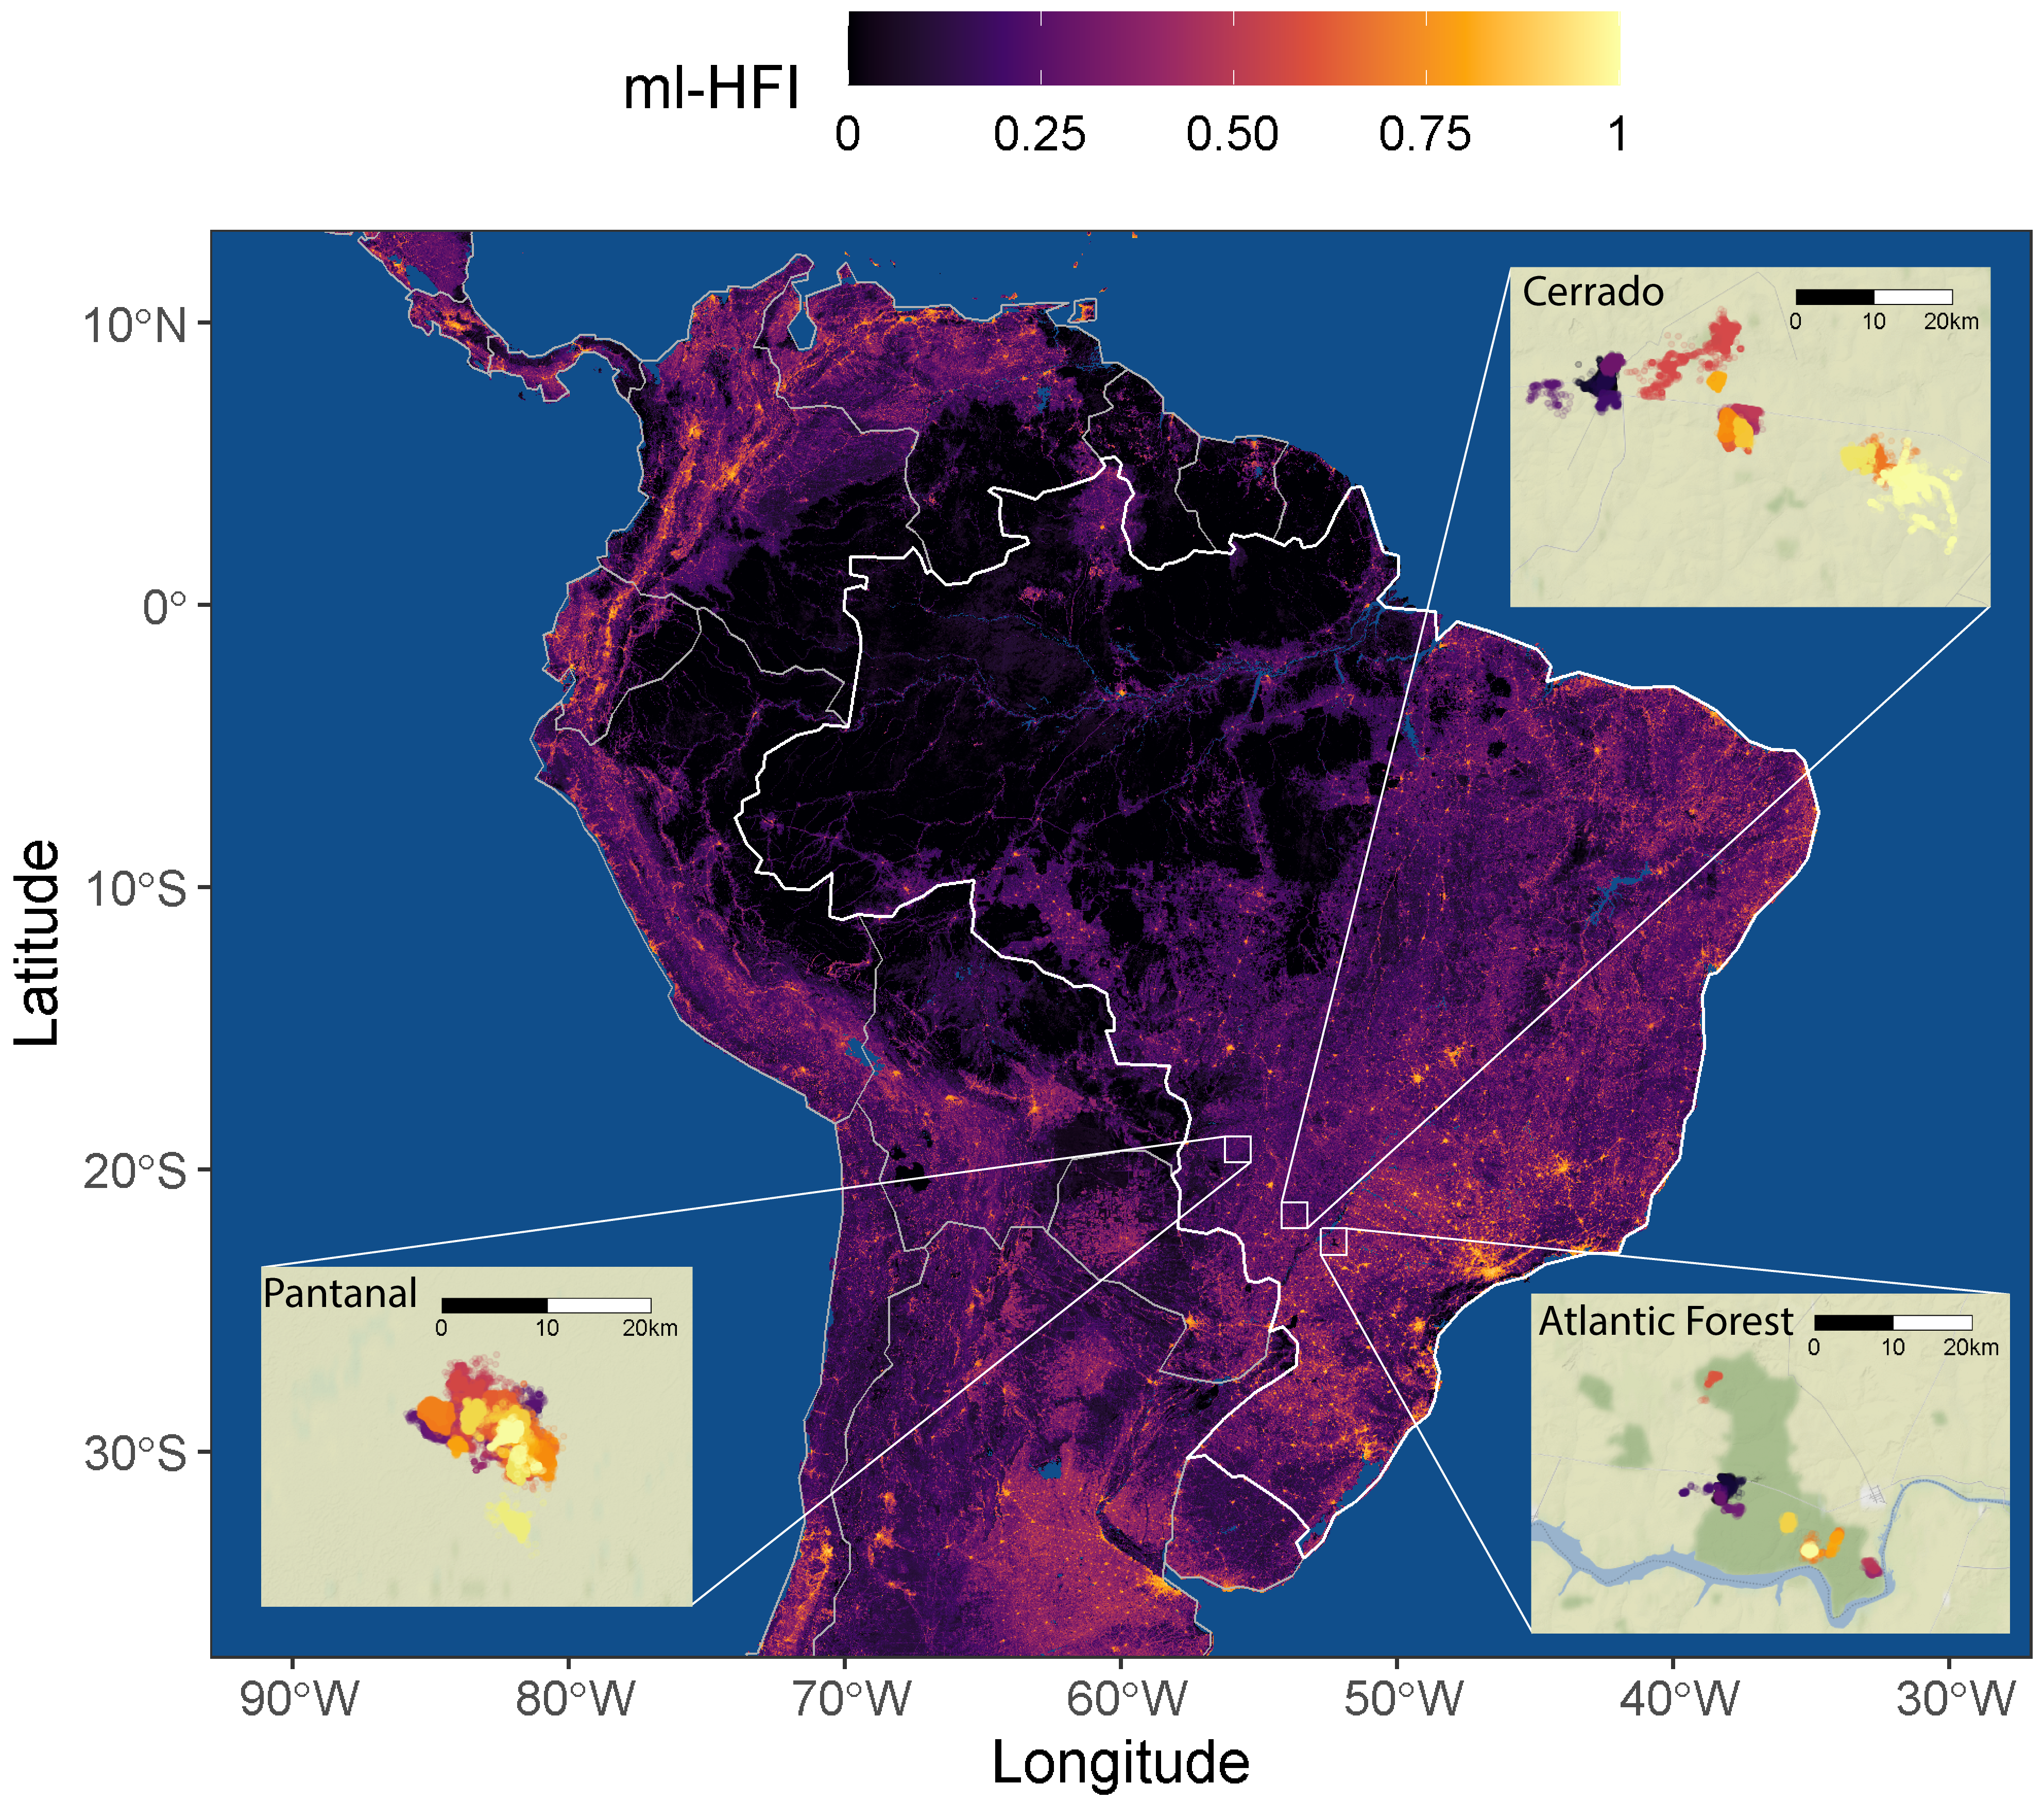 ml-HFI
0 0.25 0.50 0.75 1
Cerrado
0 10 20km
10°N
0°
10°S
20°S
30°S
Latitude
Pantanal
0 10 20km
Atlantic Forest
0 10 20km
90°W 80°W 70°W 60°W 50°W 40°W 30°W
Longitude